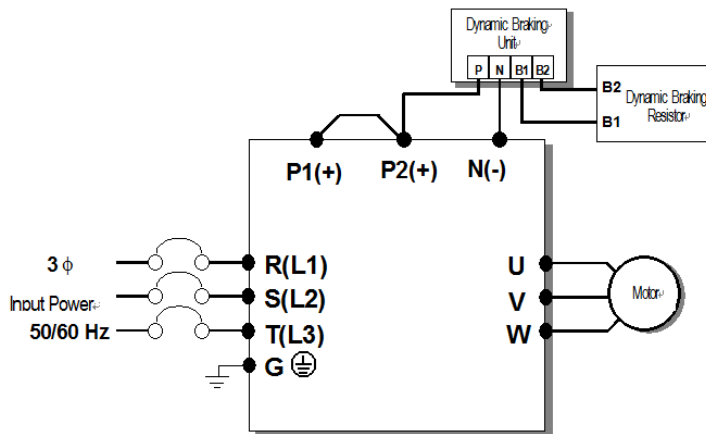 Dynamic Braking
Unit
P N B1 B2
B2
Dynamic Braking
Resistor
B1
P1(+) P2(+) N(-)
3 ϕ
Input Power
50/60 Hz
R(L1)
S(L2)
T(L3)
G
U
V
W
Motor